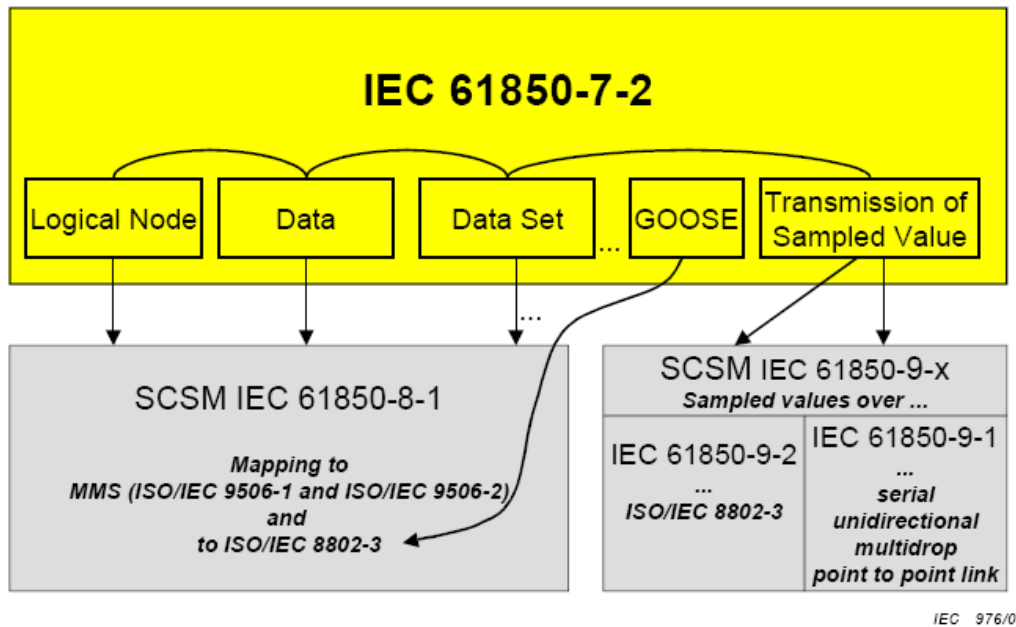 IEC 61850-7-2
Logical Node
Data
Data Set
...
GOOSE
Transmission of
Sampled Value
...
SCSM IEC 61850-8-1
Mapping to
MMS (ISO/IEC 9506-1 and ISO/IEC 9506-2)
and
to ISO/IEC 8802-3
SCSM IEC 61850-9-x
Sampled values over ...
IEC 61850-9-2
...
ISO/IEC 8802-3
IEC 61850-9-1
...
serial
unidirectional
multidrop
point to point link
IEC 976/0